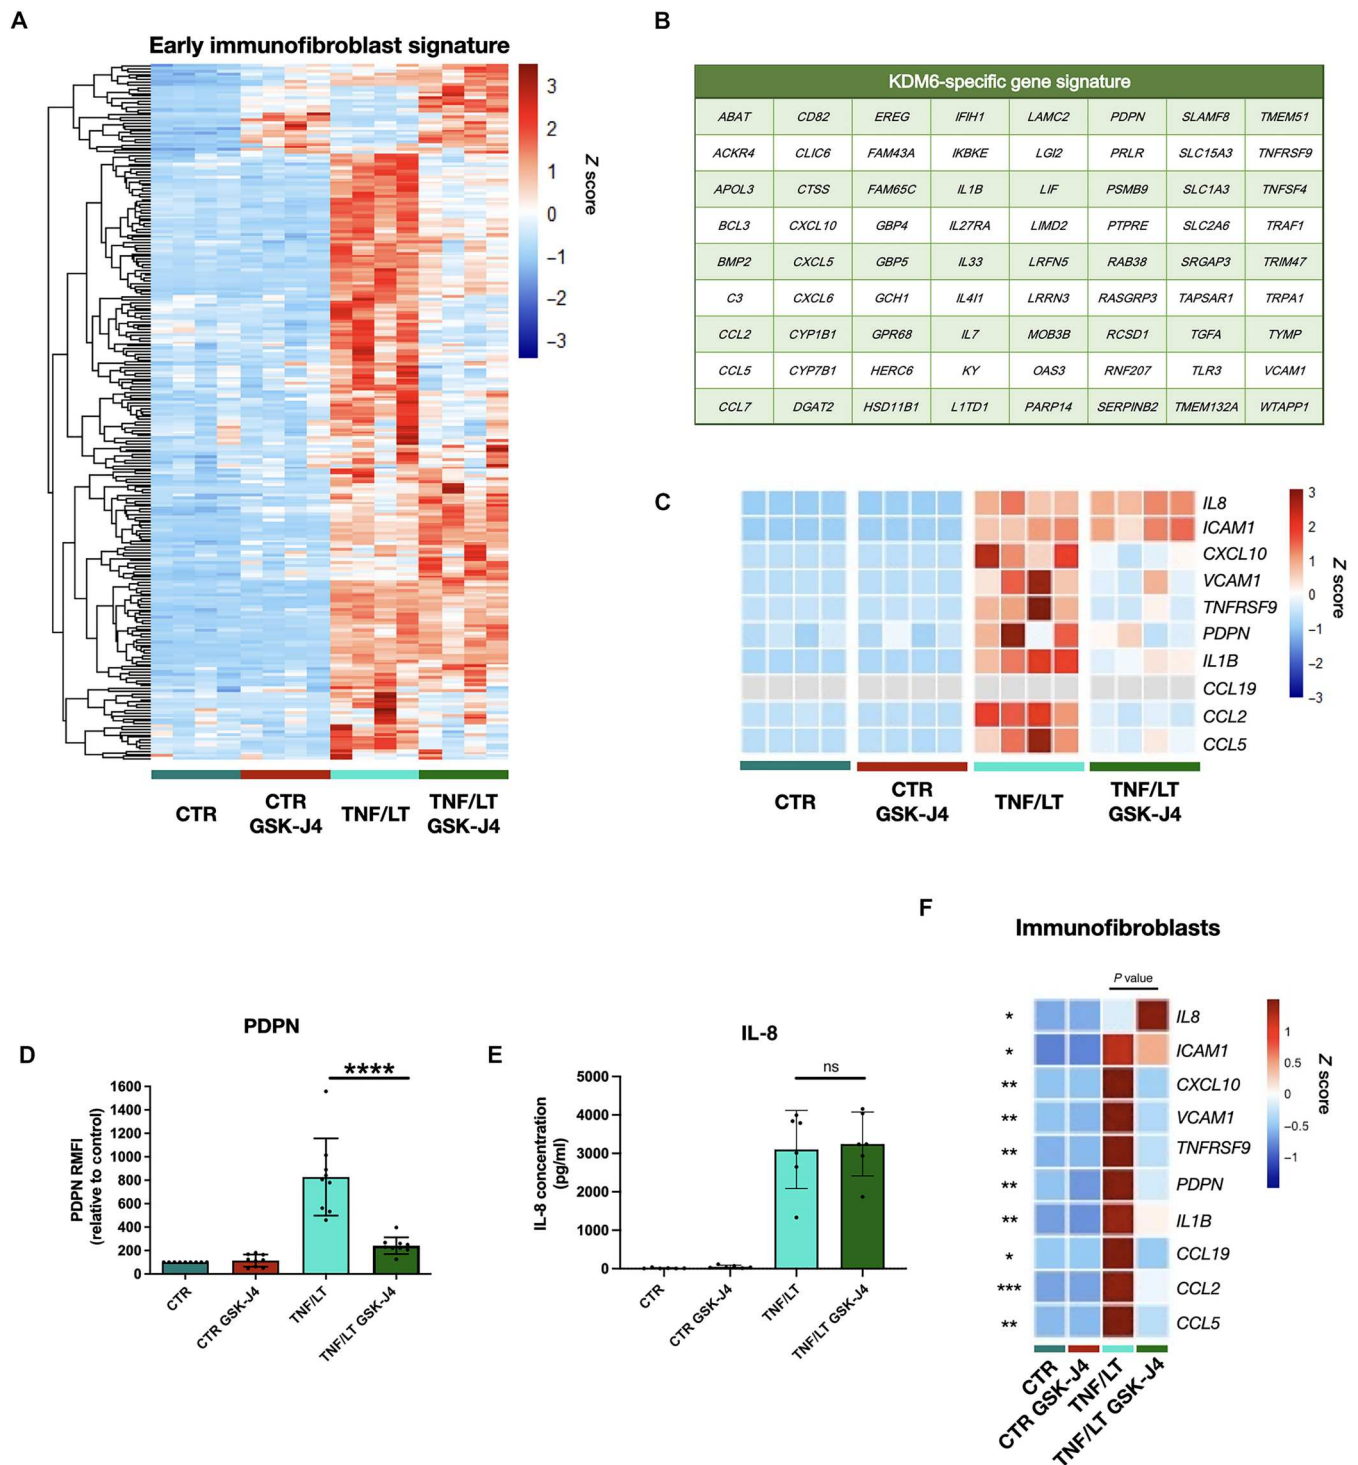 A
Early immunofibroblast signature
3
2
1
0
−1
−2
−3
Z score
CTR
CTR
GSK-J4
TNF/LT
TNF/LT
GSK-J4
B
KDM6-specific gene signature
ABAT CD82 EREG IFIH1 LAMC2 PDPN SLAMF8 TMEM51
ACKR4 CLIC6 FAM43A IKBKE LGI2 PRLR SLC15A3 TNFRSF9
APOL3 CTSS FAM65C IL1B LIF PSMB9 SLC1A3 TNFSF4
BCL3 CXCL10 GBP4 IL27RA LIMD2 PTPRE SLC2A6 TRAF1
BMP2 CXCL5 GBP5 IL33 LRFN5 RAB38 SRGAP3 TRIM47
C3 CXCL6 GCH1 IL4I1 LRRN3 RASGRP3 TAPSAR1 TRPA1
CCL2 CYP1B1 GPR68 IL7 MOB3B RCSD1 TGFA TYMP
CCL5 CYP7B1 HERC6 KY OAS3 RNF207 TLR3 VCAM1
CCL7 DGAT2 HSD11B1 L1TD1 PARP14 SERPINB2 TMEM132A WTAPP1
C
IL8
ICAM1
CXCL10
VCAM1
TNFRSF9
PDPN
IL1B
CCL19
CCL2
CCL5
3
2
1
0
−1
−2
−3
Z score
CTR
CTR
GSK-J4
TNF/LT
TNF/LT
GSK-J4
D
PDPN
****
PDPN RMFI
(relative to control)
1600
1400
1200
1000
800
600
400
200
0
CTR
CTR GSK-J4
TNF/LT
TNF/LT GSK-J4
E
IL-8
ns
IL-8 concentration
(pg/ml)
5000
4000
3000
2000
1000
0
CTR
CTR GSK-J4
TNF/LT
TNF/LT GSK-J4
F
Immunofibroblasts
P value
* IL8
* ICAM1
** CXCL10
** VCAM1
** TNFRSF9
** PDPN
** IL1B
* CCL19
*** CCL2
** CCL5
1
0.5
0
−0.5
−1
Z score
CTR
CTR GSK-J4
TNF/LT
TNF/LT GSK-J4